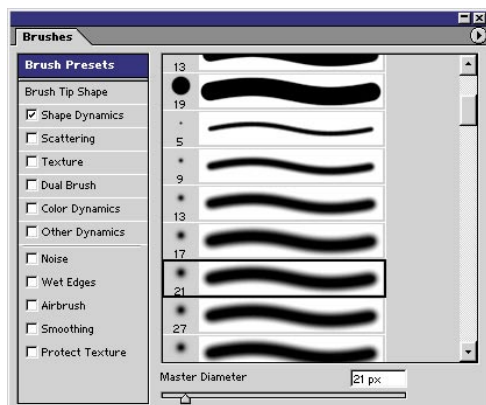 Brushes
Brush Presets
Brush Tip Shape
Shape Dynamics
Scattering
Texture
Dual Brush
Color Dynamics
Other Dynamics
Noise
Wet Edges
Airbrush
Smoothing
Protect Texture
13
19
5
9
13
17
21
27
Master Diameter
21 px